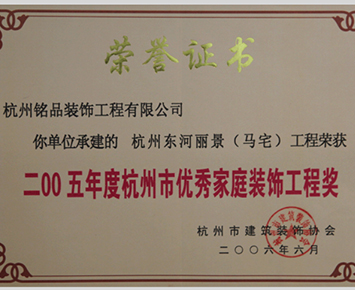 荣誉证书
杭州铭品装饰工程有限公司
你单位承建的 杭州东河丽景（马宅）工程荣获
二00五年度杭州市优秀家庭装饰工程奖
杭州市建筑装饰协会
二〇〇六年六月